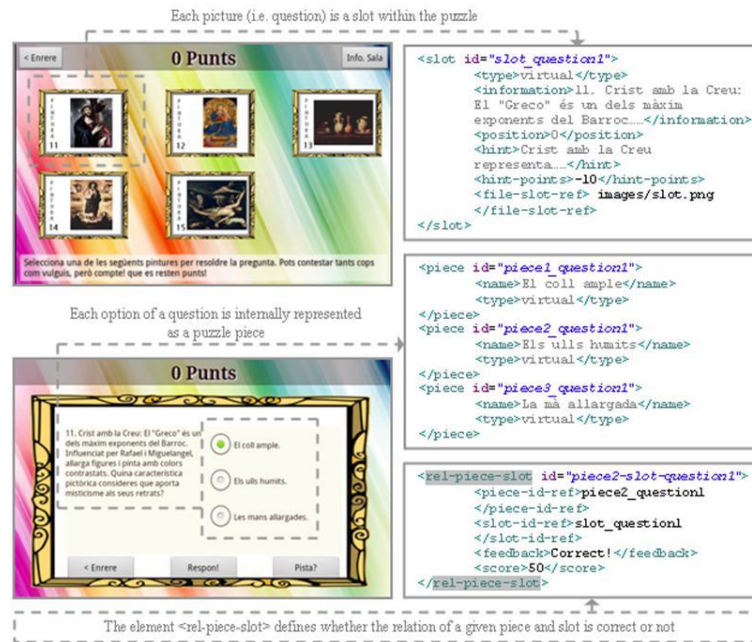 Each picture (i.e. question) is a slot within the puzzle
< Enrere
0 Punts
Info. Sala
PINTURA
11
PINTURA
12
PINTURA
13
PINTURA
14
PINTURA
15
Selecciona una de les següents pintures per resoldre la pregunta. Pots contestar tants cops
com vulguis, però compte! que es resten punts!
<slot id="slot_question1">
<type>virtual</type>
<information>11. Crist amb la Creu:
El "Greco" és un dels màxim
exponents del Barroc……</information>
<position>0</position>
<hint>Crist amb la Creu
representa……</hint>
<hint-points>-10</hint-points>
<file-slot-ref> images/slot.png
</file-slot-ref>
</slot>
Each option of a question is internally represented
as a puzzle piece
<piece id="piece1_question1">
<name>El coll ample</name>
<type>virtual</type>
</piece>
<piece id="piece2_question1">
<name>Els ulls humits</name>
<type>virtual</type>
</piece>
<piece id="piece3_question1">
<name>La mà allargada</name>
<type>virtual</type>
</piece>
0 Punts
11. Crist amb la Creu: El "Greco" és un
dels màxim exponents del Barroc.
Influenciat per Rafael i Miguelangel,
allarga figures i pinta amb colors
contrastats. Quina característica
pictòrica consideres que aporta
misticisme als seus retrats?
El coll ample.
Els ulls humits.
Les mans allargades.
< Enrere
Respon!
Pista?
<rel-piece-slot id="piece2-slot-question1">
<piece-id-ref>piece2_question1
</piece-id-ref>
<slot-id-ref>slot_question1
</slot-id-ref>
<feedback>Correct!</feedback>
<score>50</score>
</rel-piece-slot>
The element <rel-piece-slot> defines whether the relation of a given piece and slot is correct or not